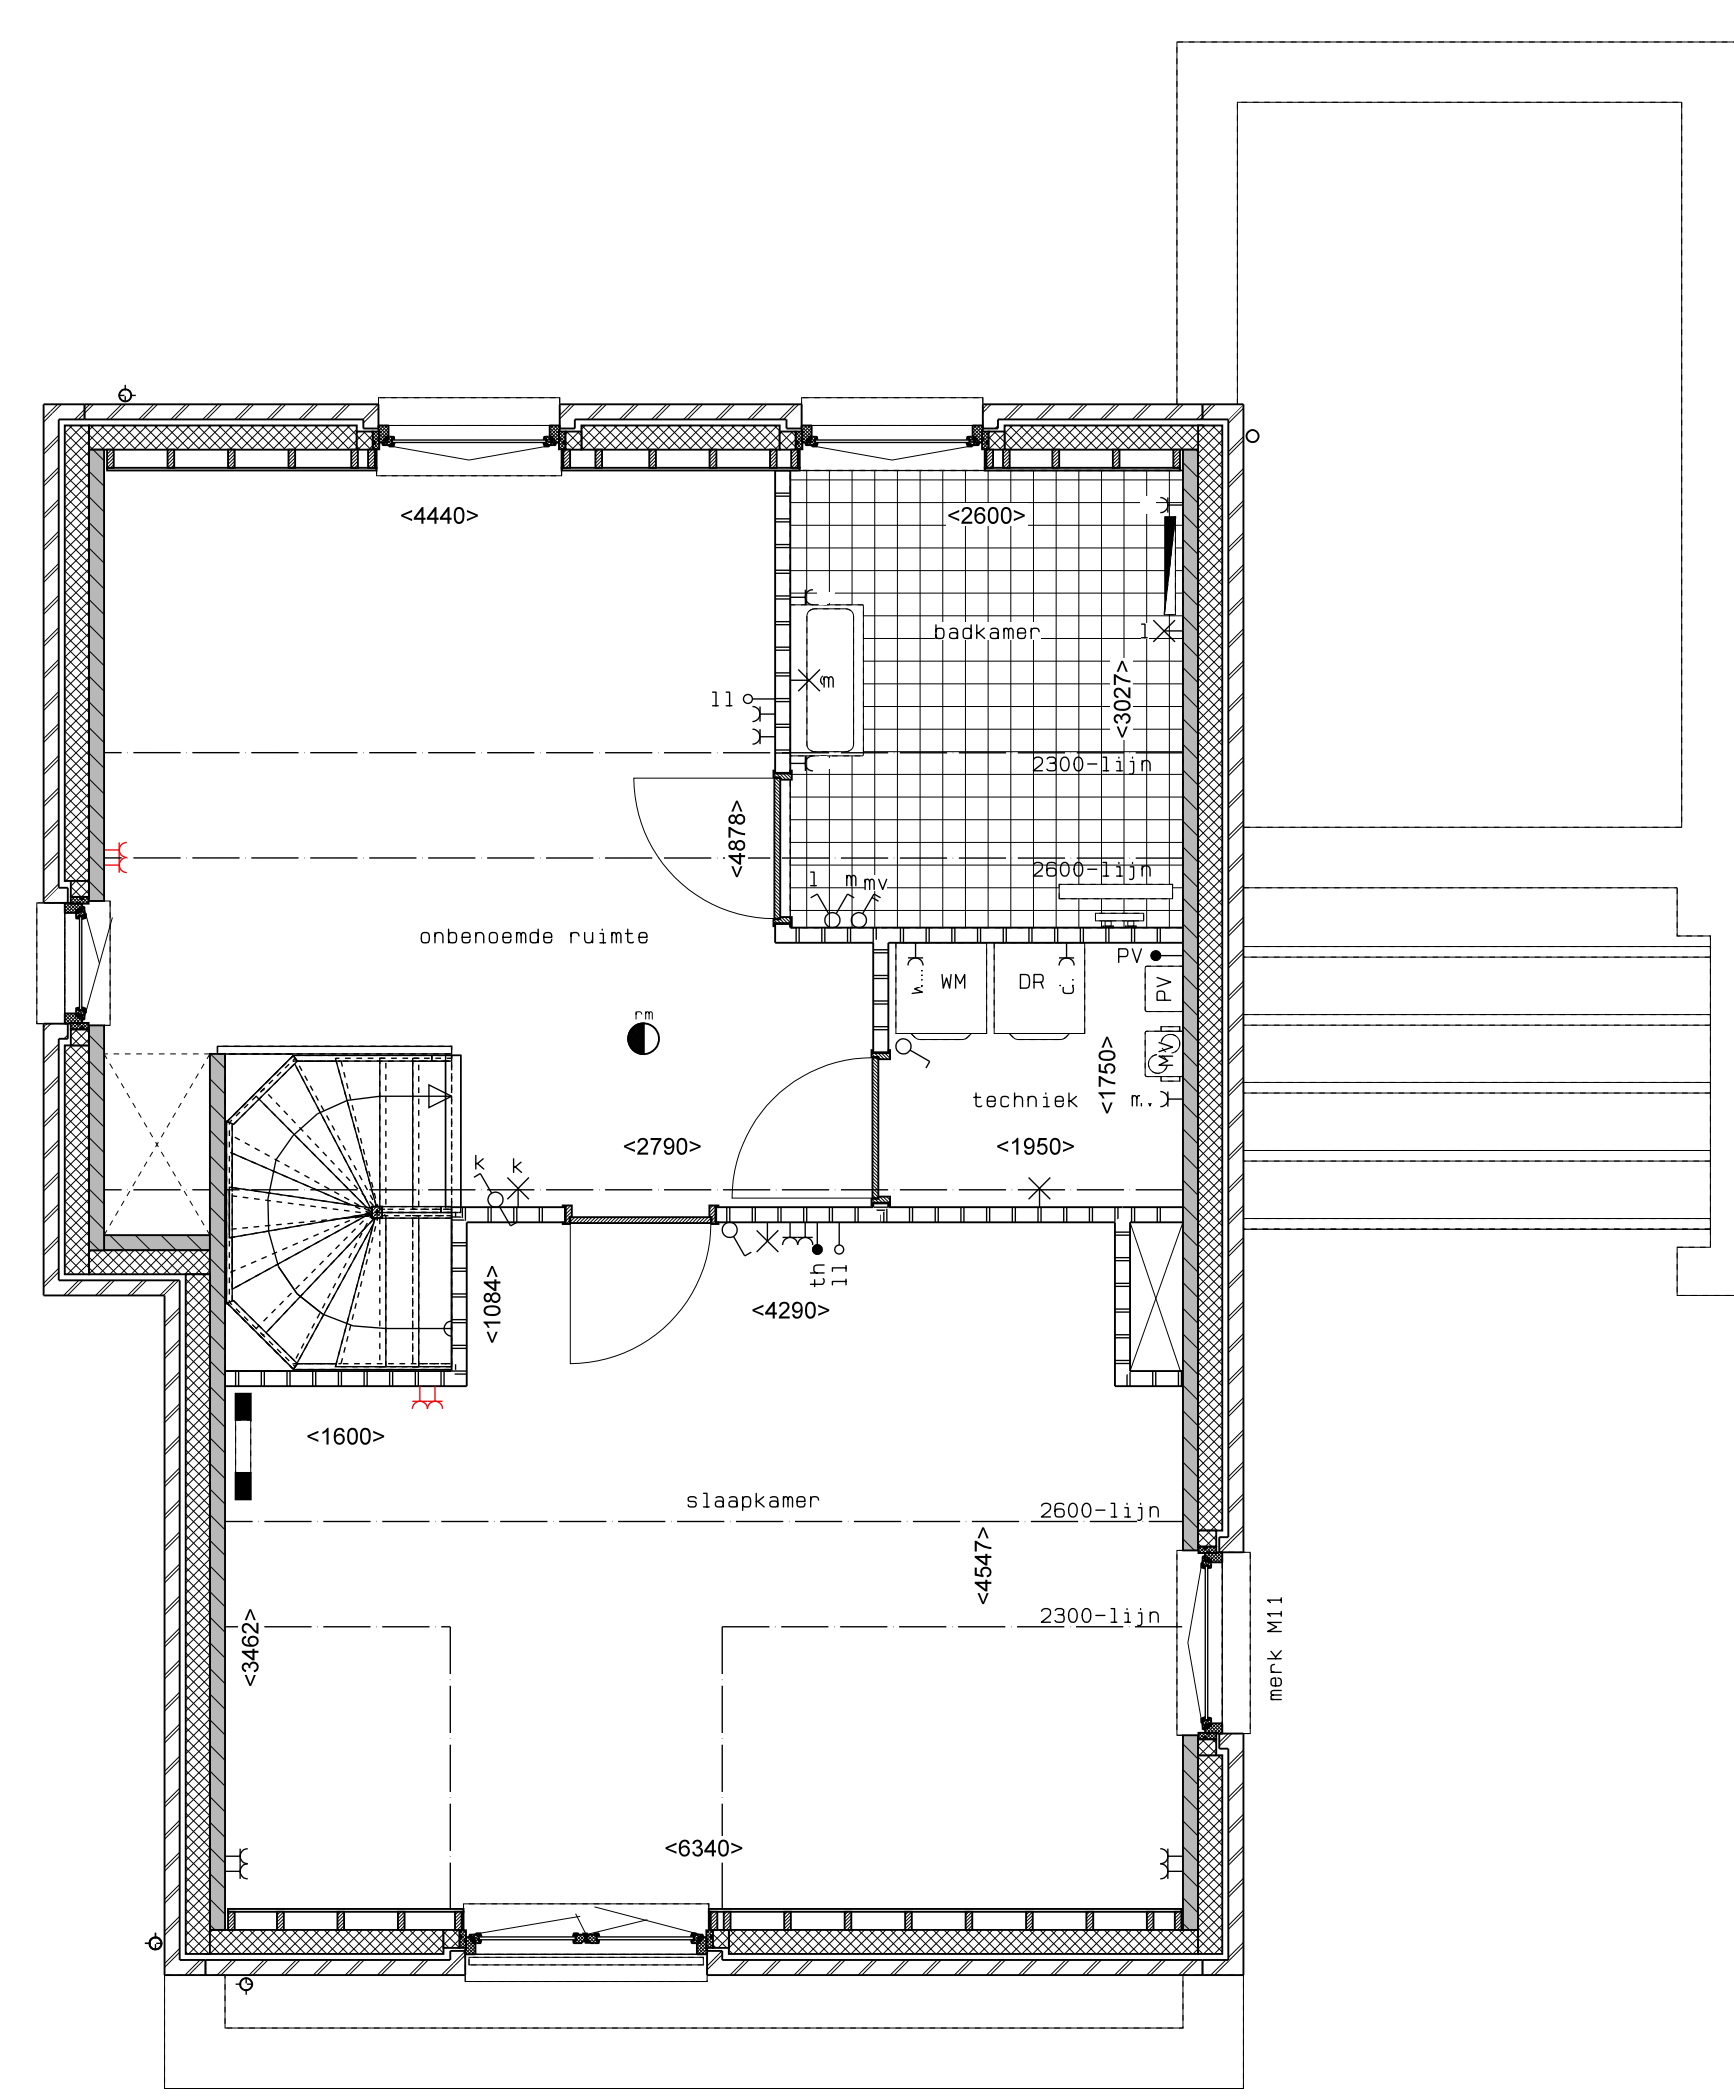 <4440>
<2600>
badkamer
l
m
<3027>
ll
2300-lijn
<4878>
2600-lijn
l
m
mv
onbenoemde ruimte
PV
w...
WM
DR
PV
rm
MV
<1750>
techniek
m..
<2790>
<1950>
k
k
th
ll
<1084>
<4290>
<1600>
slaapkamer
2600-lijn
<4547>
2300-lijn
<3462>
merk M11
<6340>